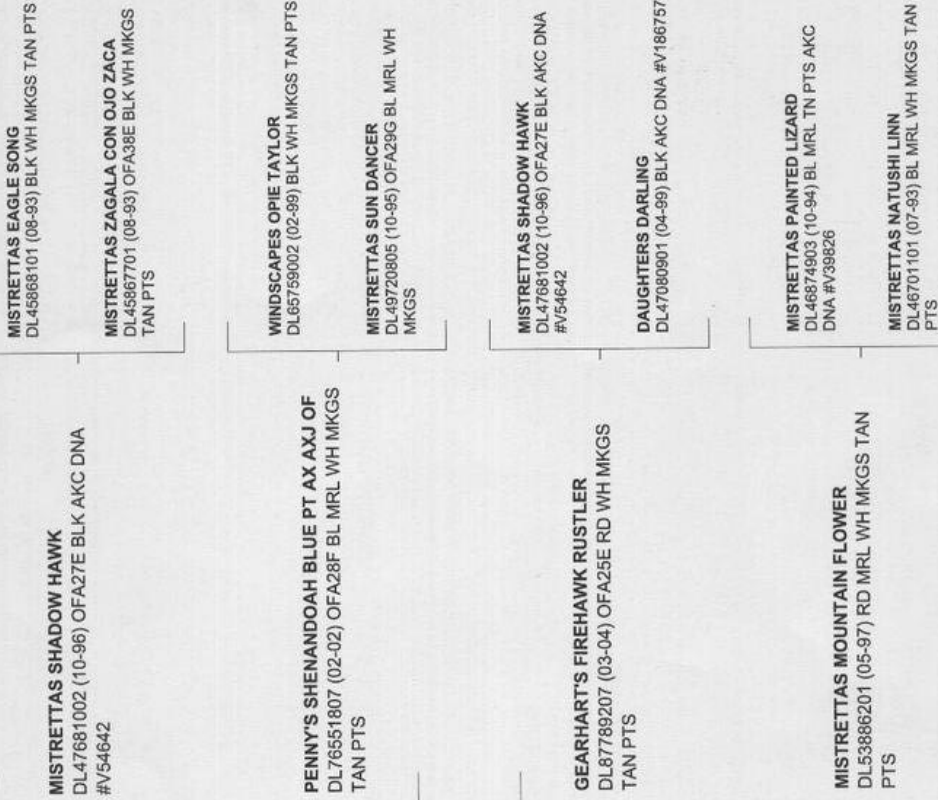 MISTRETTAS SHADOW HAWK
DL47681002 (10-96) OFA27E BLK AKC DNA
#V54642
PENNY'S SHENANDOAH BLUE PT AX AXJ OF
DL76551807 (02-02) OFA28F BL MRL WH MKGS
TAN PTS
GEARHART'S FIREHAWK RUSTLER
DL87789207 (03-04) OFA25E RD WH MKGS
TAN PTS
MISTRETTAS MOUNTAIN FLOWER
DL53886201 (05-97) RD MRL WH MKGS TAN
PTS
MISTRETTAS EAGLE SONG
DL45868101 (08-93) BLK WH MKGS TAN PTS
MISTRETTAS ZAGALA CON OJO ZACA
DL45867701 (08-93) OFA38E BLK WH MKGS
TAN PTS
WINDSCAPES OPIE TAYLOR
DL65759002 (02-99) BLK WH MKGS TAN PTS
MISTRETTAS SUN DANCER
DL49720805 (10-95) OFA29G BL MRL WH
MKGS
MISTRETTAS SHADOW HAWK
DL47681002 (10-96) OFA27E BLK AKC DNA
#V54642
DAUGHTERS DARLING
DL47080901 (04-99) BLK AKC DNA #V186757
MISTRETTAS PAINTED LIZARD
DL46874903 (10-94) BL MRL TN PTS AKC
DNA #V39826
MISTRETTAS NATUSHI LINN
DL46701101 (07-93) BL MRL WH MKGS TAN
PTS